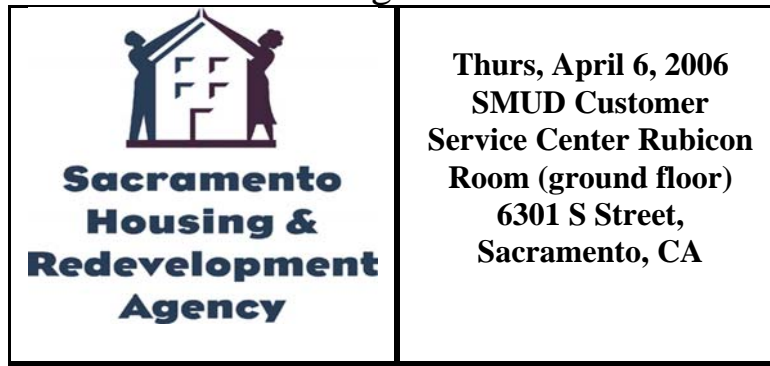 Sacramento
Housing &
Redevelopment
Agency
Thurs, April 6, 2006
SMUD Customer
Service Center Rubicon
Room (ground floor)
6301 S Street,
Sacramento, CA